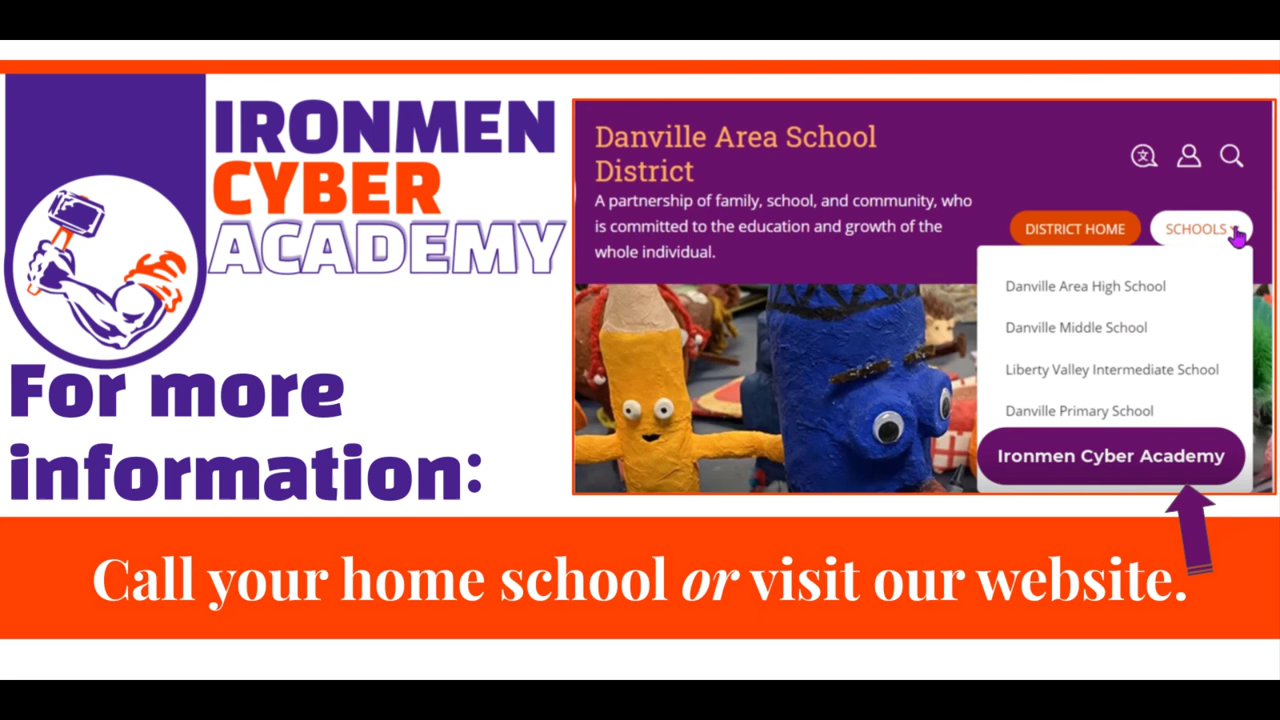 IRONMEN
CYBER
ACADEMY
For more
information:
Danville Area School
District
A partnership of family, school, and community, who
is committed to the education and growth of the
whole individual.
DISTRICT HOME
SCHOOLS
Danville Area High School
Danville Middle School
Liberty Valley Intermediate School
Danville Primary School
Ironmen Cyber Academy
Call your home school or visit our website.